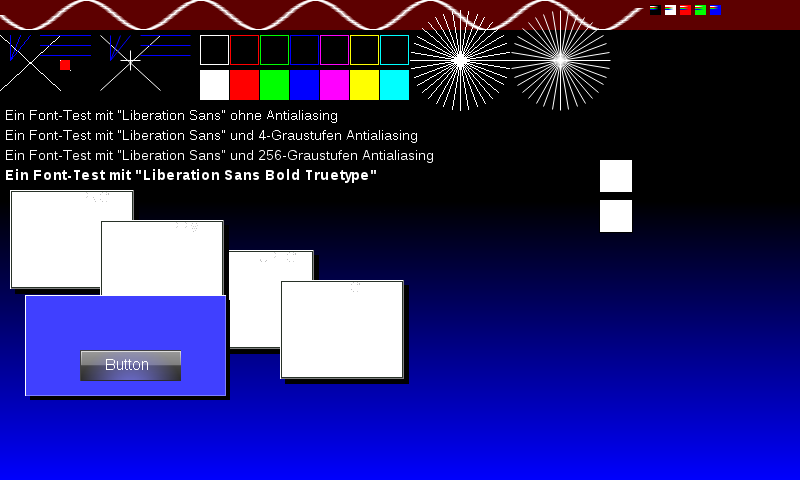 Ein Font-Test mit "Liberation Sans" ohne Antialiasing
Ein Font-Test mit "Liberation Sans" und 4-Graustufen Antialiasing
Ein Font-Test mit "Liberation Sans" und 256-Graustufen Antialiasing
Ein Font-Test mit "Liberation Sans Bold Truetype"
Button